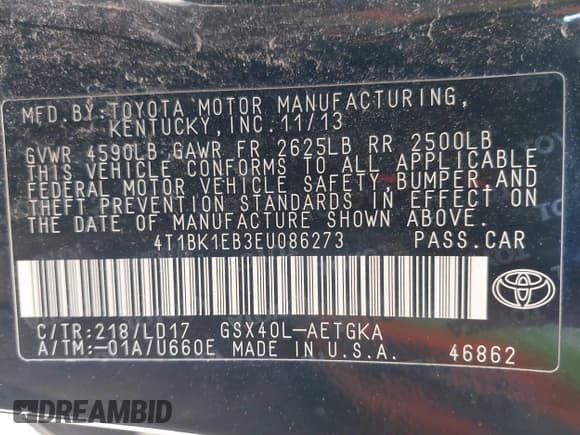 MFD.BY:TOYOTA MOTOR MANUFACTURING,
KENTUCKY,INC.11/13
GVWR 4590LB GAWR FR 2625LB RR 2500LB
THIS VEHICLE CONFORMS TO ALL APPLICABLE
FEDERAL MOTOR VEHICLE SAFETY,BUMPER,AND
THEFT PREVENTION STANDARDS IN EFFECT ON
THE DATE OF MANUFACTURE SHOWN ABOVE.
4T1BK1EB3EU086273 PASS.CAR
C/TR:218/LD17 GSX40L-AETGKA
A/TM:-01A/U660E MADE IN U.S.A. 46862
DREAMBID